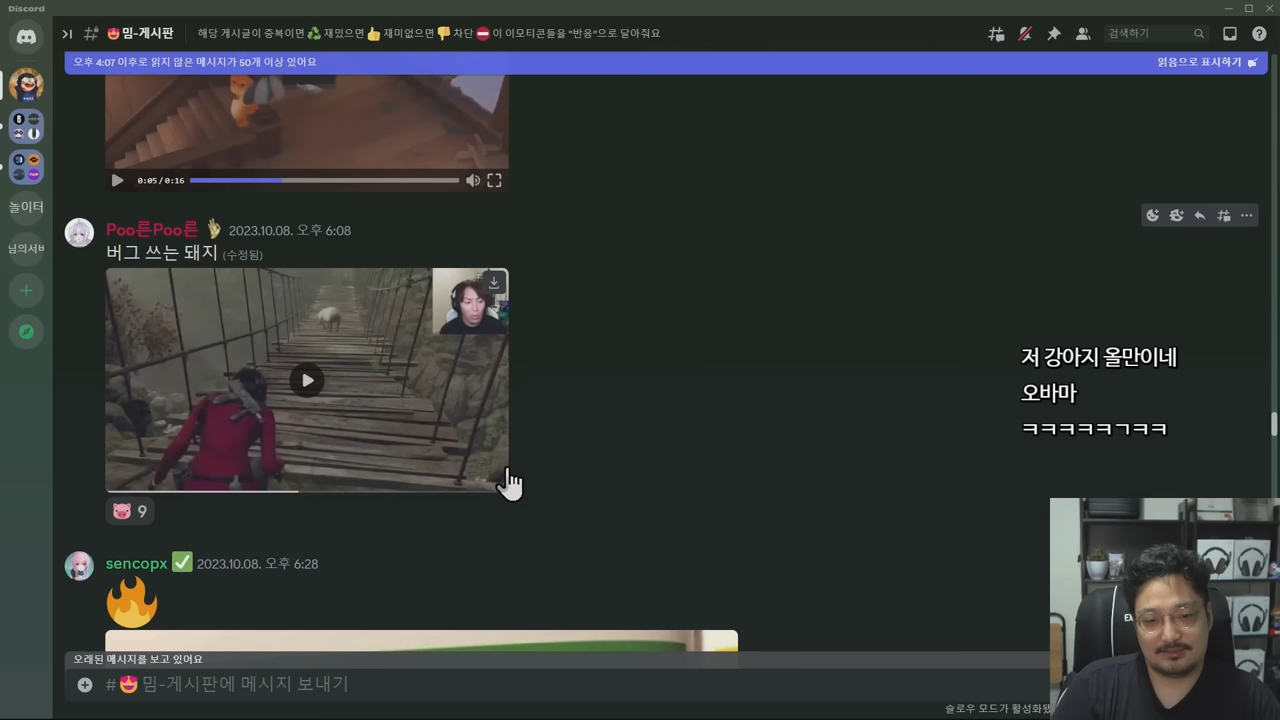 Discord
밈-게시판
해당 게시글이 중복이면♻️ 재밌으면👍 재미없으면👎 차단⛔ 이 이모티콘들을 "반응"으로 달아줘요
검색하기
오후 4:07 이후로 읽지 않은 메시지가 50개 이상 있어요
읽음으로 표시하기
0:05 / 0:16
놀이터
Poo른Poo른 2023.10.08. 오후 6:08
버그 쓰는 돼지 (수정됨)
저 강아지 올만이네
오바마
ㅋㅋㅋㅋㅋㄱㅋㅋ
9
sencopx 2023.10.08. 오후 6:28
오래된 메시지를 보고 있어요
#😍밈-게시판에 메시지 보내기
슬로우 모드가 활성화됐